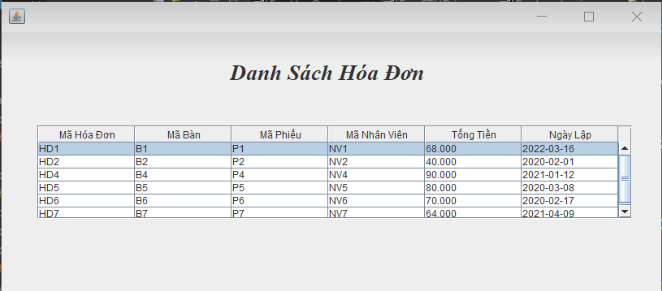 Danh Sách Hóa Đơn
Mã Hóa Đơn Mã Bàn Mã Phiếu Mã Nhân Viên Tổng Tiền Ngày Lập
HD1 B1 P1 NV1 68.000 2022-03-16
HD2 B2 P2 NV2 40.000 2020-02-01
HD4 B4 P4 NV4 90.000 2021-01-12
HD5 B5 P5 NV5 80.000 2020-03-08
HD6 B6 P6 NV6 70.000 2020-02-17
HD7 B7 P7 NV7 64.000 2021-04-09